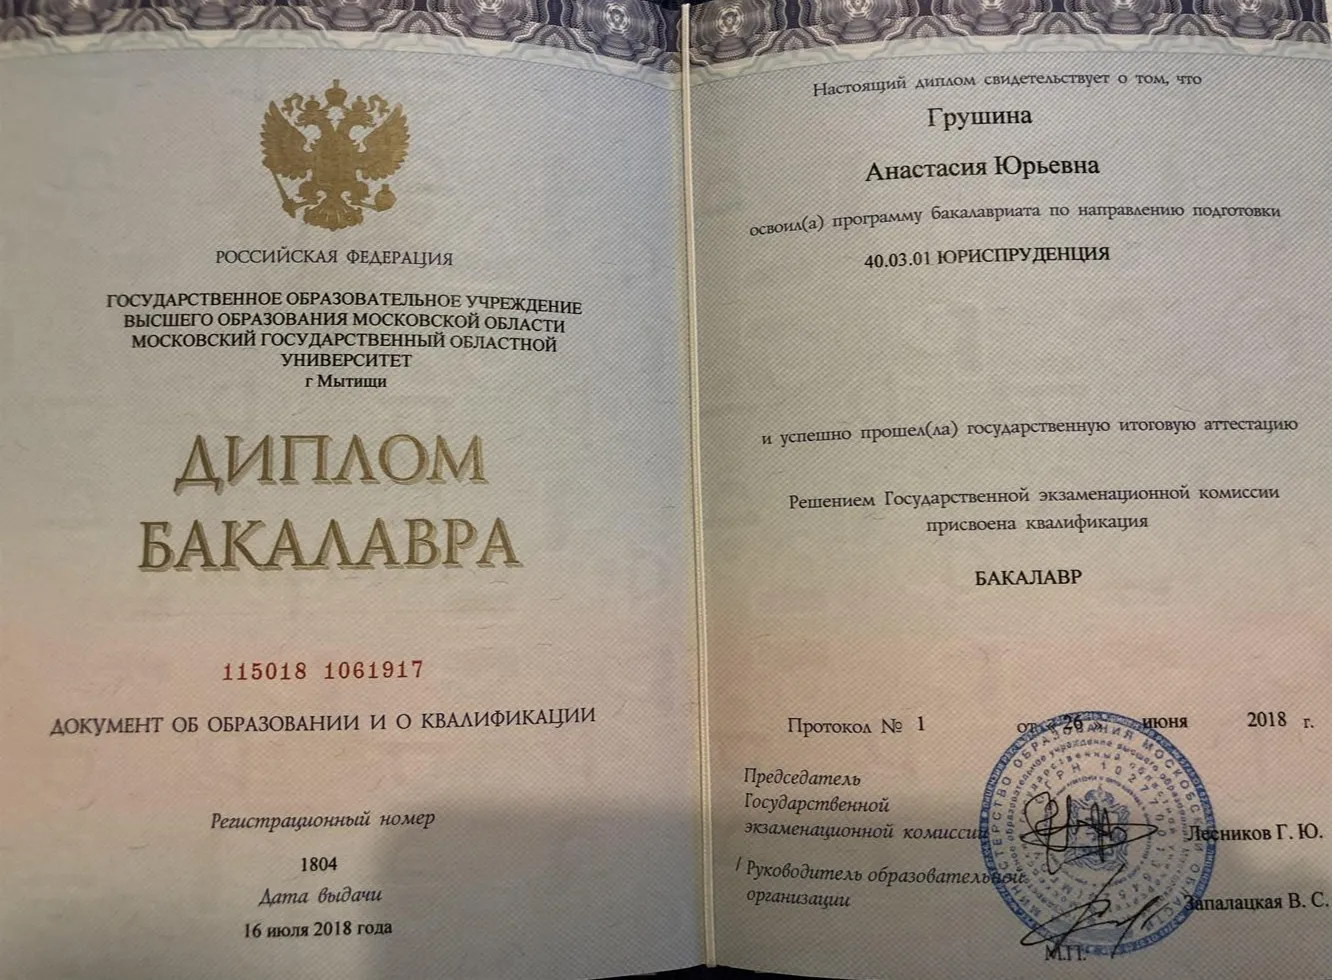 РОССИЙСКАЯ ФЕДЕРАЦИЯ
ГОСУДАРСТВЕННОЕ ОБРАЗОВАТЕЛЬНОЕ УЧРЕЖДЕНИЕ
ВЫСШЕГО ОБРАЗОВАНИЯ МОСКОВСКОЙ ОБЛАСТИ
МОСКОВСКИЙ ГОСУДАРСТВЕННЫЙ ОБЛАСТНОЙ
УНИВЕРСИТЕТ
г Мытищи
ДИПЛОМ
БАКАЛАВРА
115018 1061917
ДОКУМЕНТ ОБ ОБРАЗОВАНИИ И О КВАЛИФИКАЦИИ
Регистрационный номер
1804
Дата выдачи
16 июля 2018 года
Настоящий диплом свидетельствует о том, что
Грушина
Анастасия Юрьевна
освоил(а) программу бакалавриата по направлению подготовки
40.03.01 ЮРИСПРУДЕНЦИЯ
и успешно прошел(ла) государственную итоговую аттестацию
Решением Государственной экзаменационной комиссии
присвоена квалификация
БАКАЛАВР
Протокол № 1 от « 26 » июня 2018 г.
Председатель
Государственной
экзаменационной комиссии Лесников Г. Ю.
/ Руководитель образовательной
организации Запалацкая В. С.
М.П.
МИНИСТЕРСТВО ОБРАЗОВАНИЯ МОСКОВСКОЙ ОБЛАСТИ